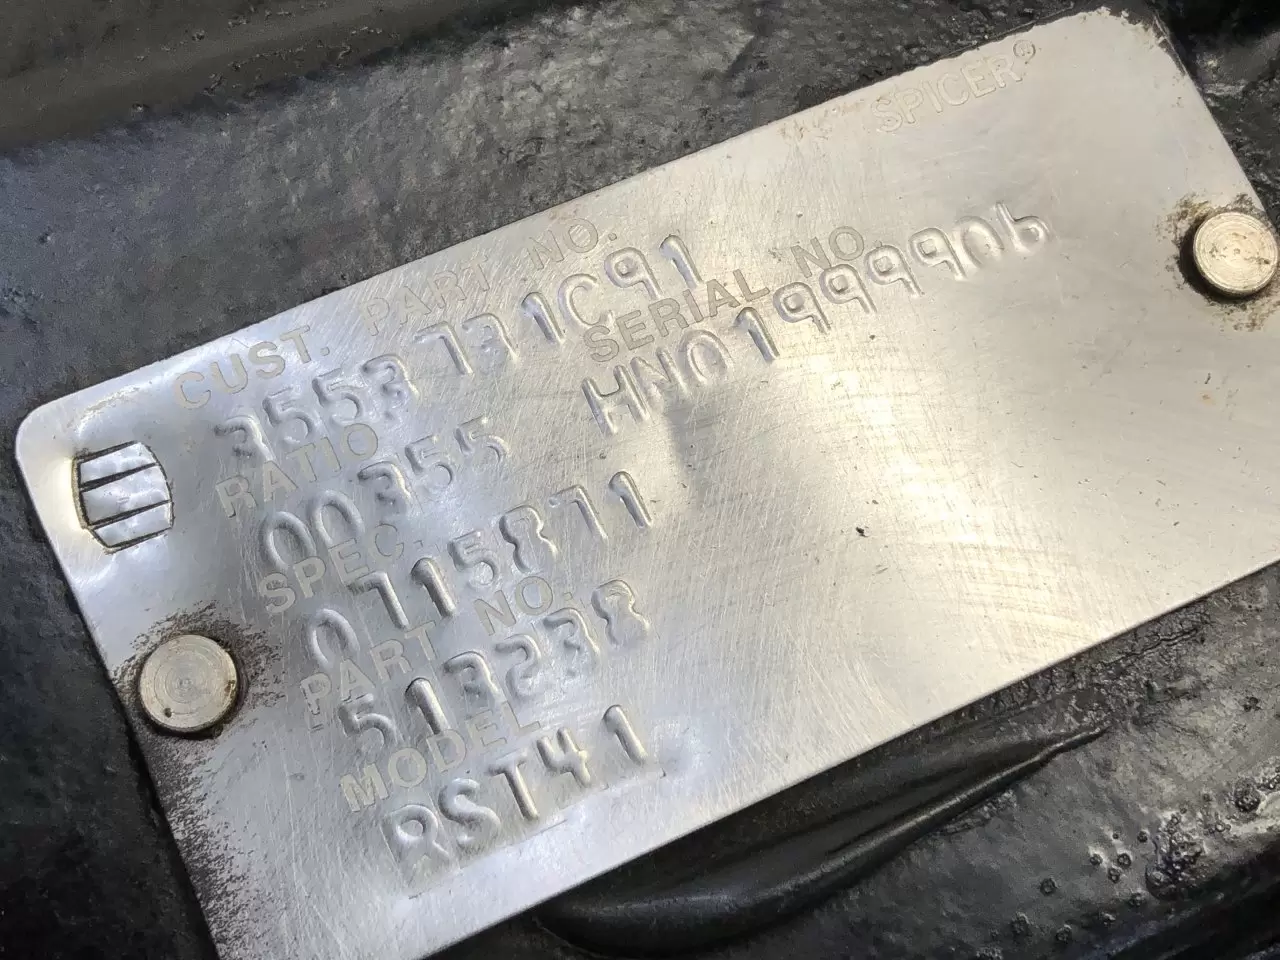 SPICER®
CUST. PART NO.
3553731C91
SERIAL NO.
HN01999906
RATIO
00355
SPEC.
0715871
PART NO.
513238
MODEL
RST41